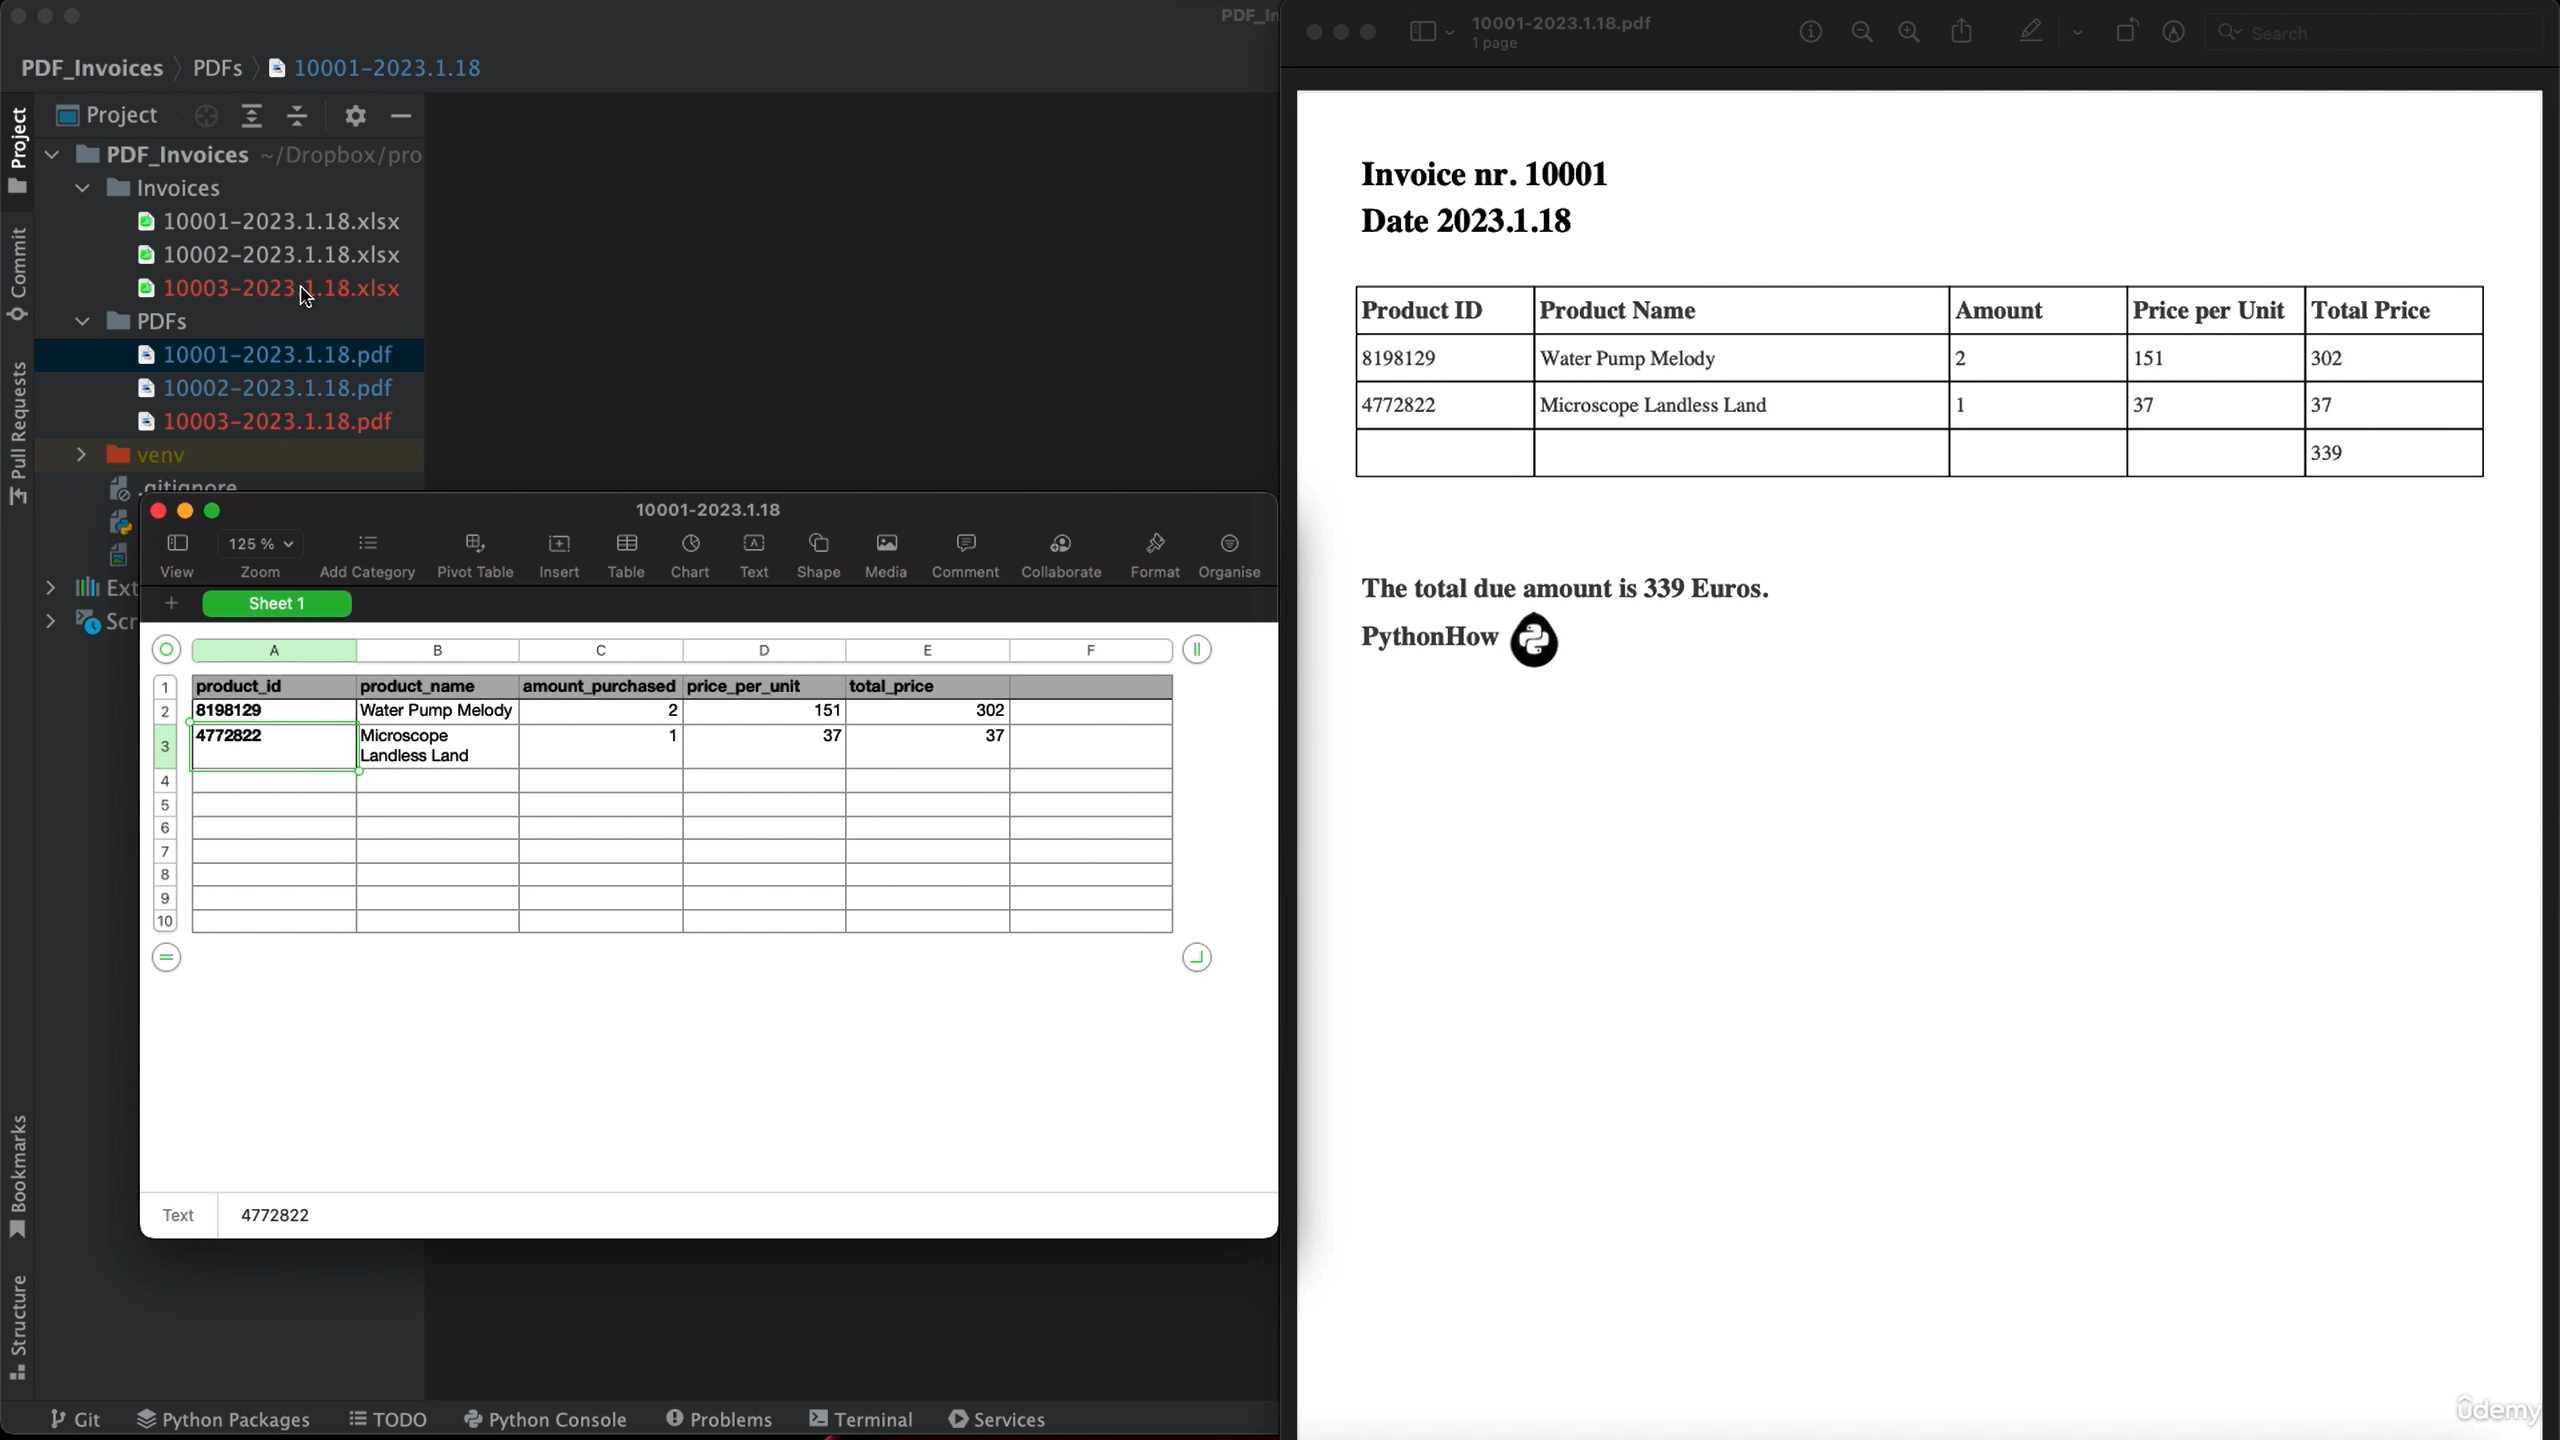 PDF_In
PDF_Invoices PDFs 10001-2023.1.18
Project
Project
Commit
Pull Requests
Bookmarks
Structure
PDF_Invoices ~/Dropbox/pro
Invoices
10001-2023.1.18.xlsx
10002-2023.1.18.xlsx
10003-2023.1.18.xlsx
PDFs
10001-2023.1.18.pdf
10002-2023.1.18.pdf
10003-2023.1.18.pdf
venv
.gitignore
Ext
Scr
10001-2023.1.18
125 %
View Zoom Add Category Pivot Table Insert Table Chart Text Shape Media Comment Collaborate Format Organise
+ Sheet 1
A B C D E F
1 product_id product_name amount_purchased price_per_unit total_price
2 8198129 Water Pump Melody 2 151 302
3 4772822 Microscope Landless Land 1 37 37
4
5
6
7
8
9
10
Text 4772822
Git Python Packages TODO Python Console Problems Terminal Services
10001-2023.1.18.pdf
1 page
Search
Invoice nr. 10001
Date 2023.1.18
Product ID Product Name Amount Price per Unit Total Price
8198129 Water Pump Melody 2 151 302
4772822 Microscope Landless Land 1 37 37
339
The total due amount is 339 Euros.
PythonHow
ûdemy